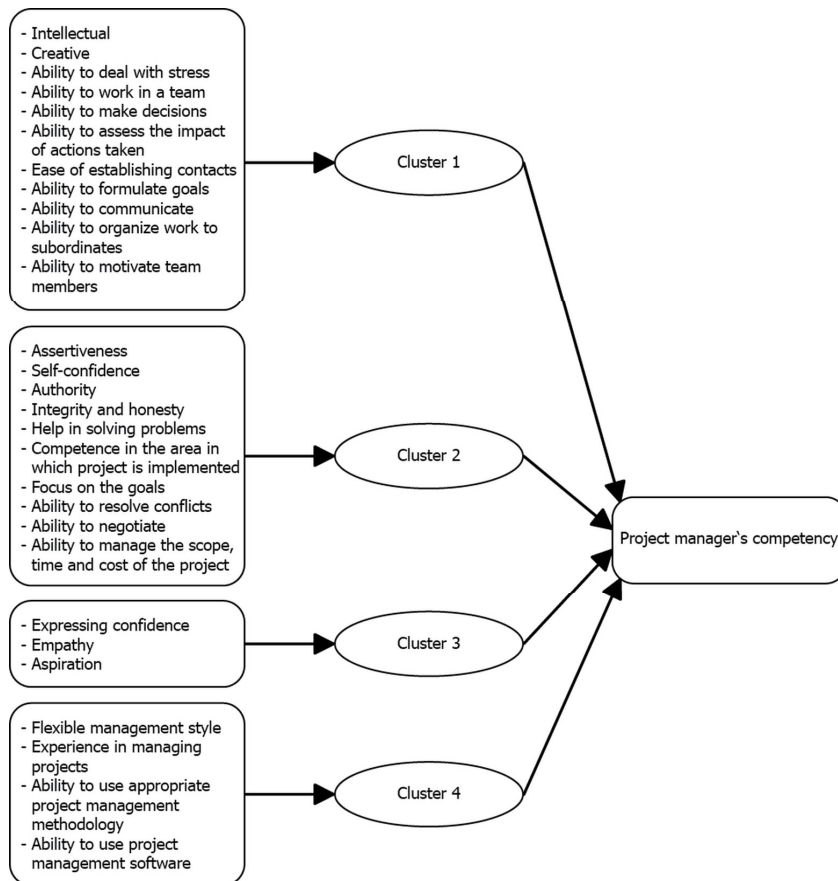 - Intellectual
- Creative
- Ability to deal with stress
- Ability to work in a team
- Ability to make decisions
- Ability to assess the impact
of actions taken
- Ease of establishing contacts
- Ability to formulate goals
- Ability to communicate
- Ability to organize work to
subordinates
- Ability to motivate team
members
Cluster 1
- Assertiveness
- Self-confidence
- Authority
- Integrity and honesty
- Help in solving problems
- Competence in the area in
which project is implemented
- Focus on the goals
- Ability to resolve conflicts
- Ability to negotiate
- Ability to manage the scope,
time and cost of the project
Cluster 2
- Expressing confidence
- Empathy
- Aspiration
Cluster 3
- Flexible management style
- Experience in managing
projects
- Ability to use appropriate
project management
methodology
- Ability to use project
management software
Cluster 4
Project manager‘s competency